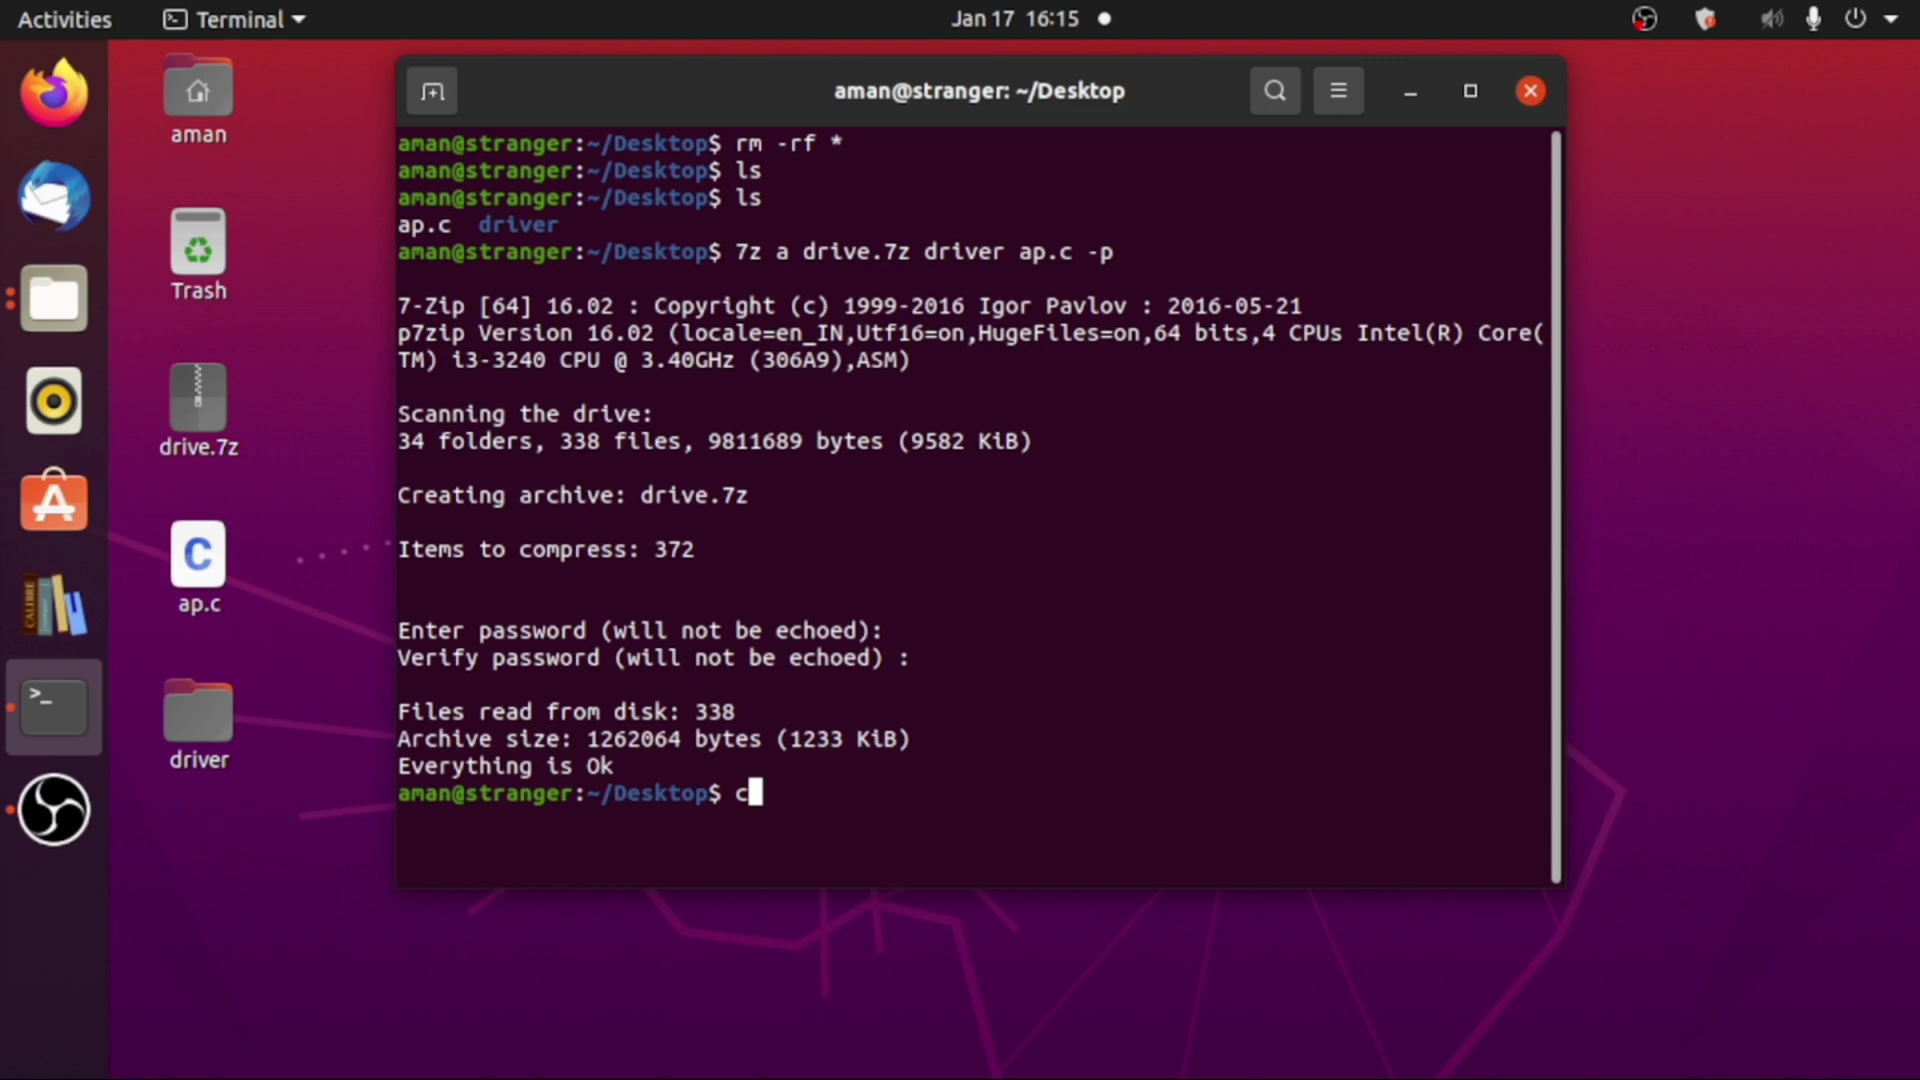 Activities
Terminal
Jan 17 16:15
aman
Trash
drive.7z
C
ap.c
driver
CALIBRE
>_
aman@stranger: ~/Desktop
aman@stranger:~/Desktop$ rm -rf *
aman@stranger:~/Desktop$ ls
aman@stranger:~/Desktop$ ls
ap.c driver
aman@stranger:~/Desktop$ 7z a drive.7z driver ap.c -p
7-Zip [64] 16.02 : Copyright (c) 1999-2016 Igor Pavlov : 2016-05-21
p7zip Version 16.02 (locale=en_IN,Utf16=on,HugeFiles=on,64 bits,4 CPUs Intel(R) Core(
TM) i3-3240 CPU @ 3.40GHz (306A9),ASM)
Scanning the drive:
34 folders, 338 files, 9811689 bytes (9582 KiB)
Creating archive: drive.7z
Items to compress: 372
Enter password (will not be echoed):
Verify password (will not be echoed) :
Files read from disk: 338
Archive size: 1262064 bytes (1233 KiB)
Everything is Ok
aman@stranger:~/Desktop$ c